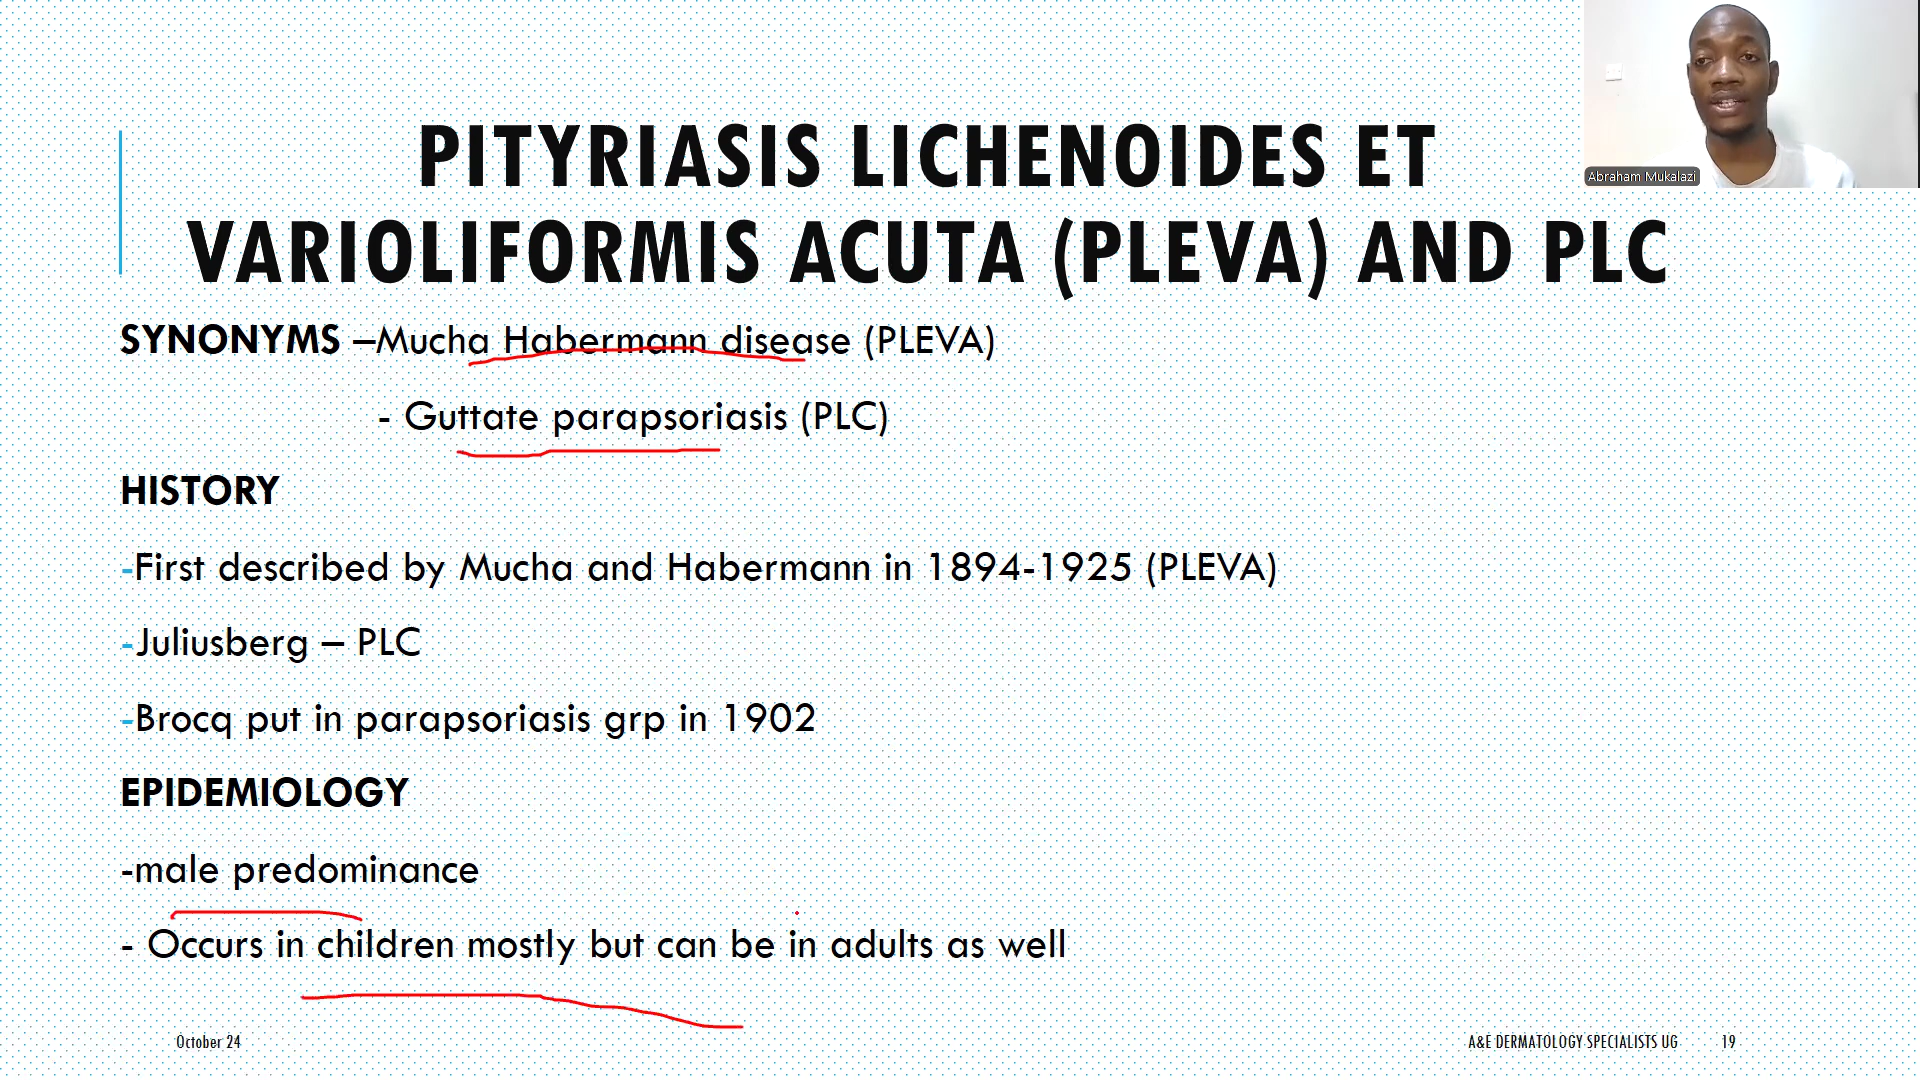 Abraham Mukalazi
PITYRIASIS LICHENOIDES ET
VARIOLIFORMIS ACUTA (PLEVA) AND PLC
SYNONYMS –Mucha Habermann disease (PLEVA)
- Guttate parapsoriasis (PLC)
HISTORY
-First described by Mucha and Habermann in 1894-1925 (PLEVA)
-Juliusberg – PLC
-Brocq put in parapsoriasis grp in 1902
EPIDEMIOLOGY
-male predominance
- Occurs in children mostly but can be in adults as well
October 24
A&E DERMATOLOGY SPECIALISTS UG 19